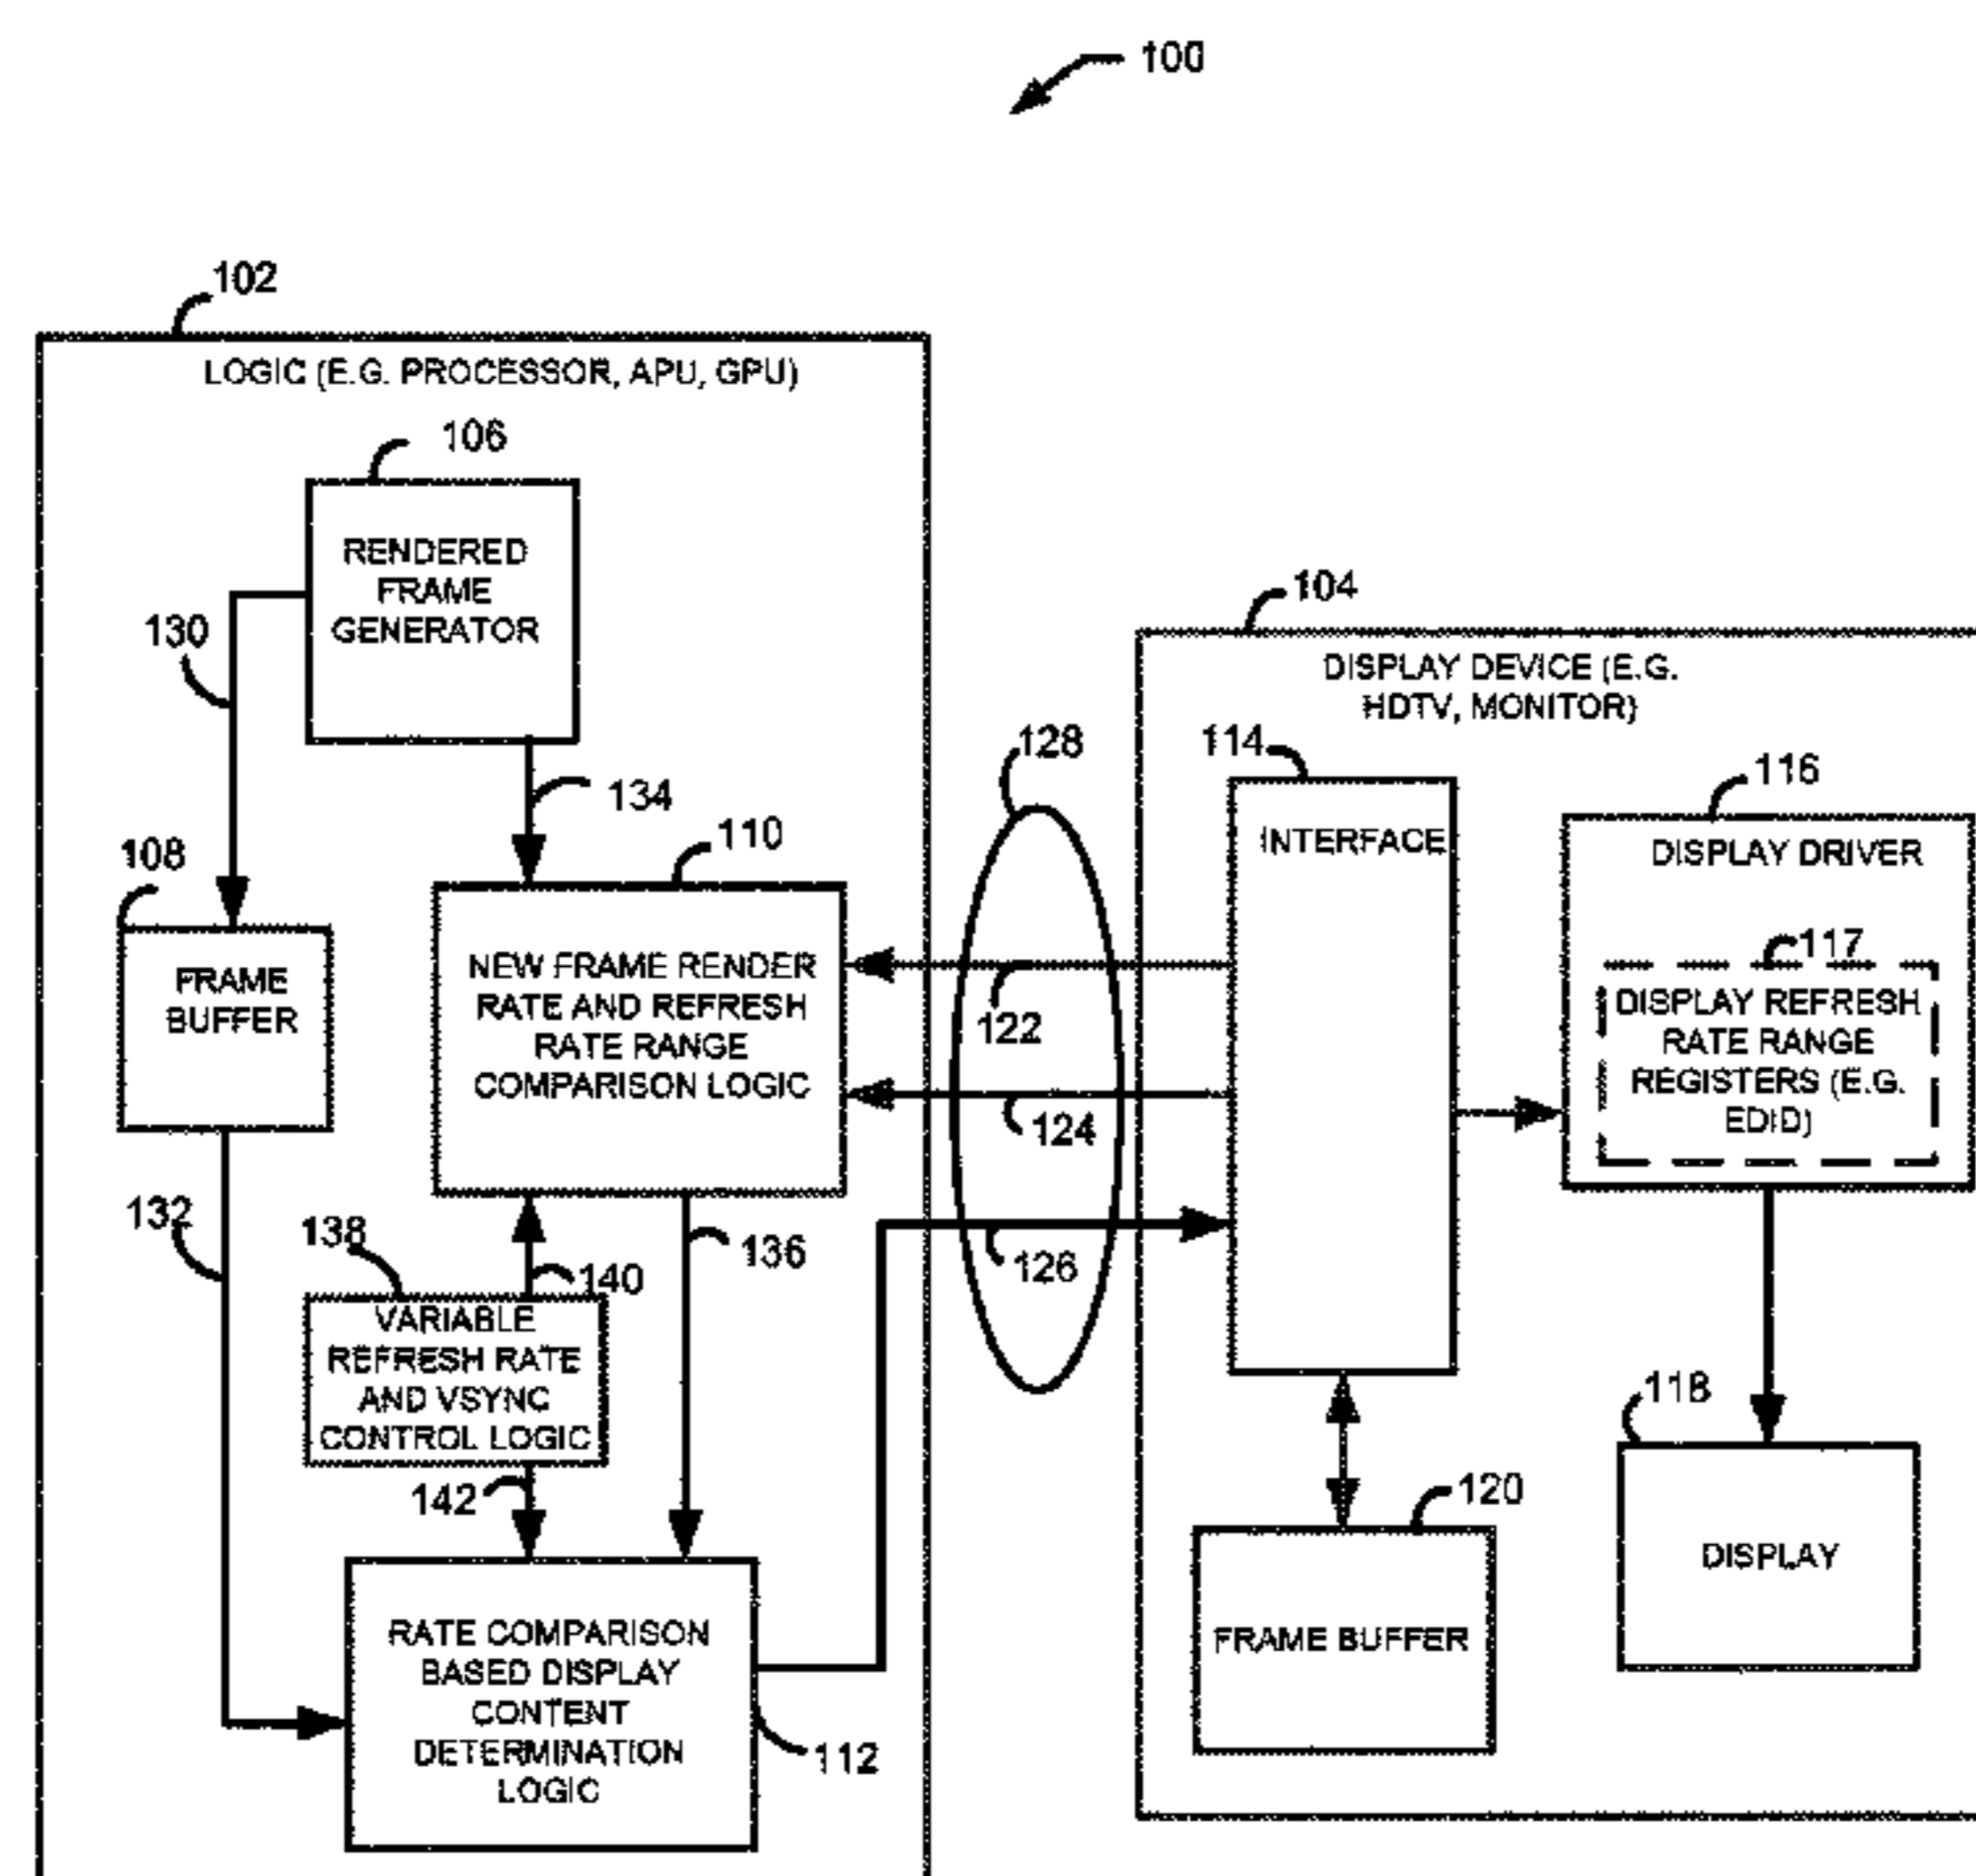 100
102
LOGIC (E.G. PROCESSOR, APU, GPU)
106
RENDERED
FRAME
GENERATOR
130
134
108
FRAME
BUFFER
110
NEW FRAME RENDER
RATE AND REFRESH
RATE RANGE
COMPARISON LOGIC
132
138
140
136
VARIABLE
REFRESH RATE
AND VSYNC
CONTROL LOGIC
142
RATE COMPARISON
BASED DISPLAY
CONTENT
DETERMINATION
LOGIC
112
128
122
124
126
104
DISPLAY DEVICE (E.G.
HDTV, MONITOR)
114
INTERFACE
116
DISPLAY DRIVER
117
DISPLAY REFRESH
RATE RANGE
REGISTERS (E.G.
EDID)
118
DISPLAY
120
FRAME BUFFER